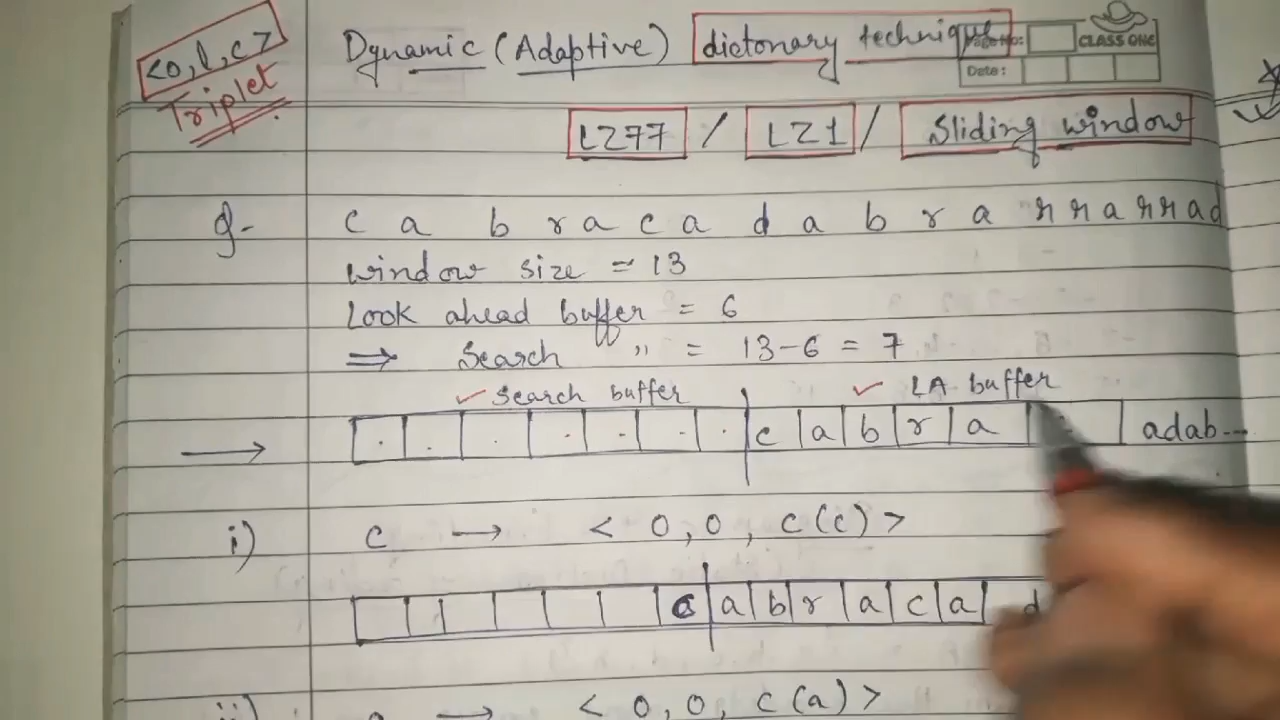 <o, l, c>
Triplet
Dynamic (Adaptive) dictonary technique
CLASS ONE
Date:
LZ77 / LZ1 / Sliding window
Q- c a b r a c a d a b r a r r a r r a d
Window size = 13
Look ahead buffer = 6
⇒ Search " = 13-6 = 7
✓ Search buffer ✓ LA buffer
→ . . . . . . . c a b r a adab...
i) c → < 0, 0, c(c) >
c a b r a c a d
ii) a → < 0, 0, c(a) >